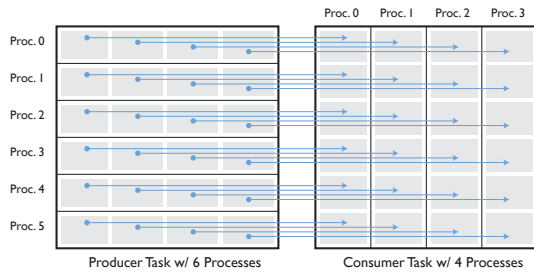 Proc. 0 Proc. 1 Proc. 2 Proc. 3
Proc. 0
Proc. 1
Proc. 2
Proc. 3
Proc. 4
Proc. 5
Producer Task w/ 6 Processes Consumer Task w/ 4 Processes